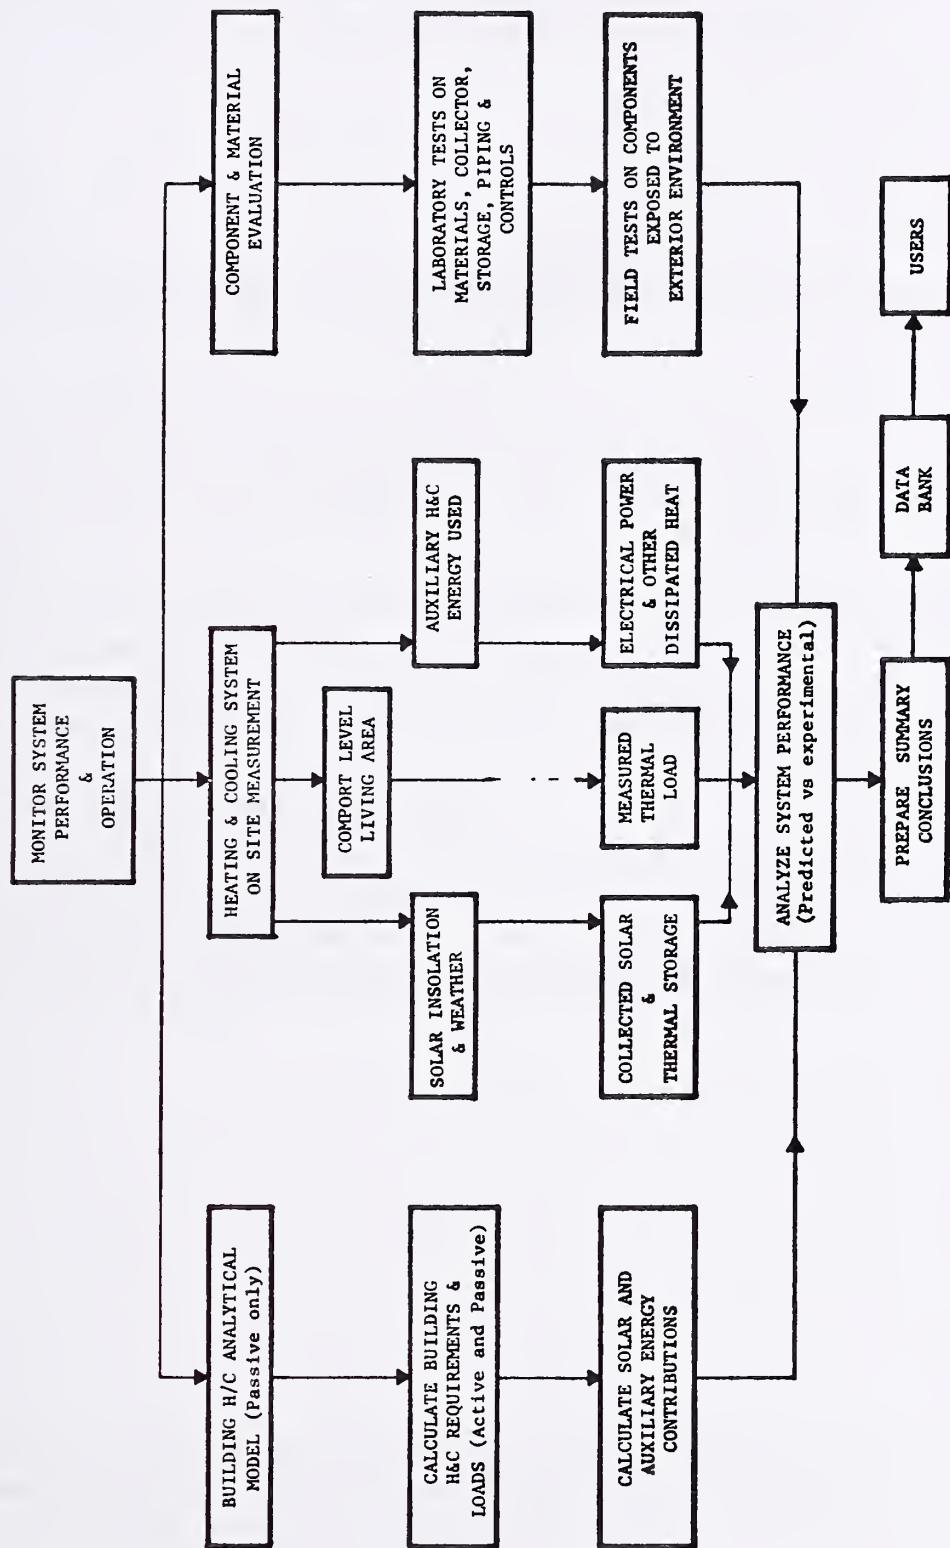 MONITOR SYSTEM
PERFORMANCE
&
OPERATION
BUILDING H/C ANALYTICAL
MODEL (Passive only)
HEATING & COOLING SYSTEM
ON SITE MEASUREMENT
COMPONENT & MATERIAL
EVALUATION
COMPORT LEVEL
LIVING AREA
CALCULATE BUILDING
H&C REQUIREMENTS &
LOADS (Active and Passive)
SOLAR INSOLATION
& WEATHER
AUXILIARY H&C
ENERGY USED
LABORATORY TESTS ON
MATERIALS, COLLECTOR,
STORAGE, PIPING &
CONTROLS
CALCULATE SOLAR AND
AUXILIARY ENERGY
CONTRIBUTIONS
COLLECTED SOLAR
&
THERMAL STORAGE
MEASURED
THERMAL
LOAD
ELECTRICAL POWER
& OTHER
DISSIPATED HEAT
FIELD TESTS ON COMPONENTS
EXPOSED TO
EXTERIOR ENVIRONMENT
ANALYZE SYSTEM PERFORMANCE
(Predicted vs experimental)
PREPARE SUMMARY
CONCLUSIONS
DATA
BANK
USERS